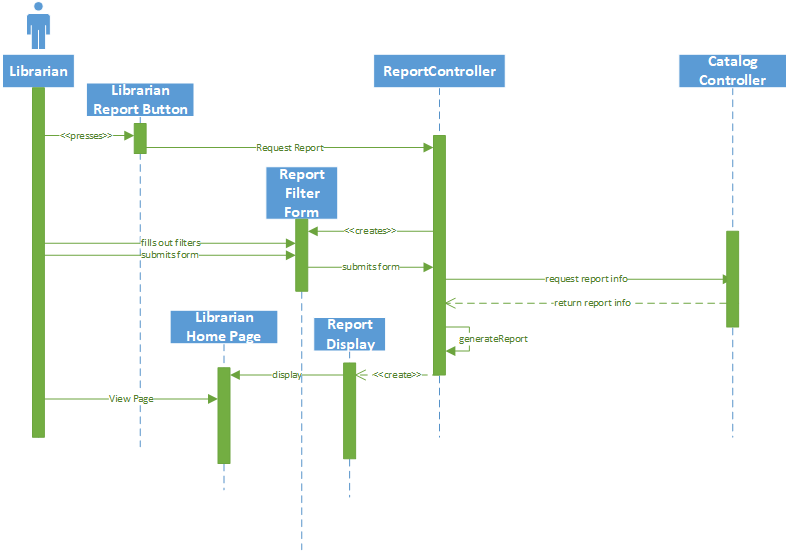 Librarian
ReportController
Catalog
Controller
Librarian
Report Button
<<presses>>
Request Report
Report
Filter
Form
<<creates>>
fills out filters
submits form
submits form
request report info
return report info
Librarian
Home Page
Report
Display
generateReport
display
<<create>>
View Page